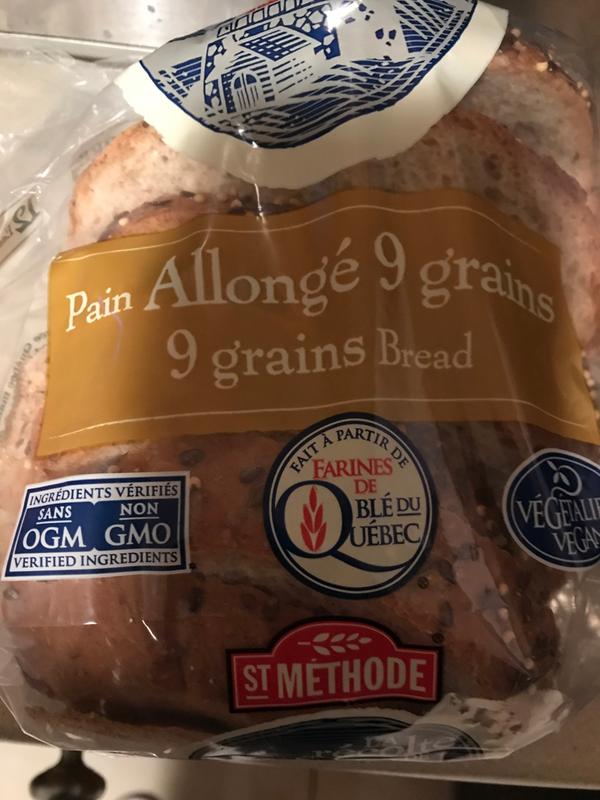 Pain Allongé 9 grains
9 grains Bread
INGRÉDIENTS VÉRIFIÉS
SANS NON
OGM GMO
VERIFIED INGREDIENTS
FAIT À PARTIR DE
FARINES
DE
BLÉ DU
QUÉBEC
VÉGÉTALIE
VEGAN
ST MÉTHODE